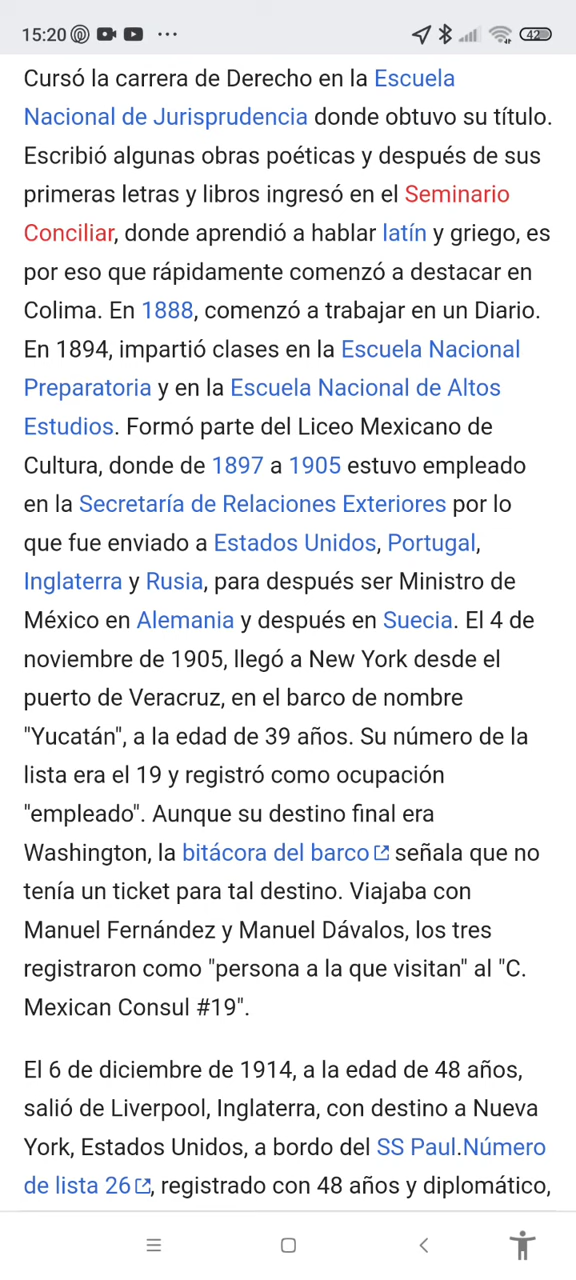 15:20
42
Cursó la carrera de Derecho en la Escuela
Nacional de Jurisprudencia donde obtuvo su título.
Escribió algunas obras poéticas y después de sus
primeras letras y libros ingresó en el Seminario
Conciliar, donde aprendió a hablar latín y griego, es
por eso que rápidamente comenzó a destacar en
Colima. En 1888, comenzó a trabajar en un Diario.
En 1894, impartió clases en la Escuela Nacional
Preparatoria y en la Escuela Nacional de Altos
Estudios. Formó parte del Liceo Mexicano de
Cultura, donde de 1897 a 1905 estuvo empleado
en la Secretaría de Relaciones Exteriores por lo
que fue enviado a Estados Unidos, Portugal,
Inglaterra y Rusia, para después ser Ministro de
México en Alemania y después en Suecia. El 4 de
noviembre de 1905, llegó a New York desde el
puerto de Veracruz, en el barco de nombre
"Yucatán", a la edad de 39 años. Su número de la
lista era el 19 y registró como ocupación
"empleado". Aunque su destino final era
Washington, la bitácora del barco señala que no
tenía un ticket para tal destino. Viajaba con
Manuel Fernández y Manuel Dávalos, los tres
registraron como "persona a la que visitan" al "C.
Mexican Consul #19".
El 6 de diciembre de 1914, a la edad de 48 años,
salió de Liverpool, Inglaterra, con destino a Nueva
York, Estados Unidos, a bordo del SS Paul.Número
de lista 26, registrado con 48 años y diplomático,